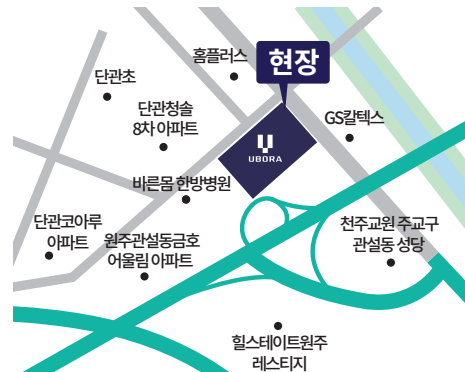 홈플러스
현장
단관초
단관청솔
8차 아파트
GS칼텍스
UBORA
바른몸 한방병원
단관코아루
아파트
원주관설동금호
어울림 아파트
천주교원 주교구
관설동 성당
힐스테이트원주
레스티지